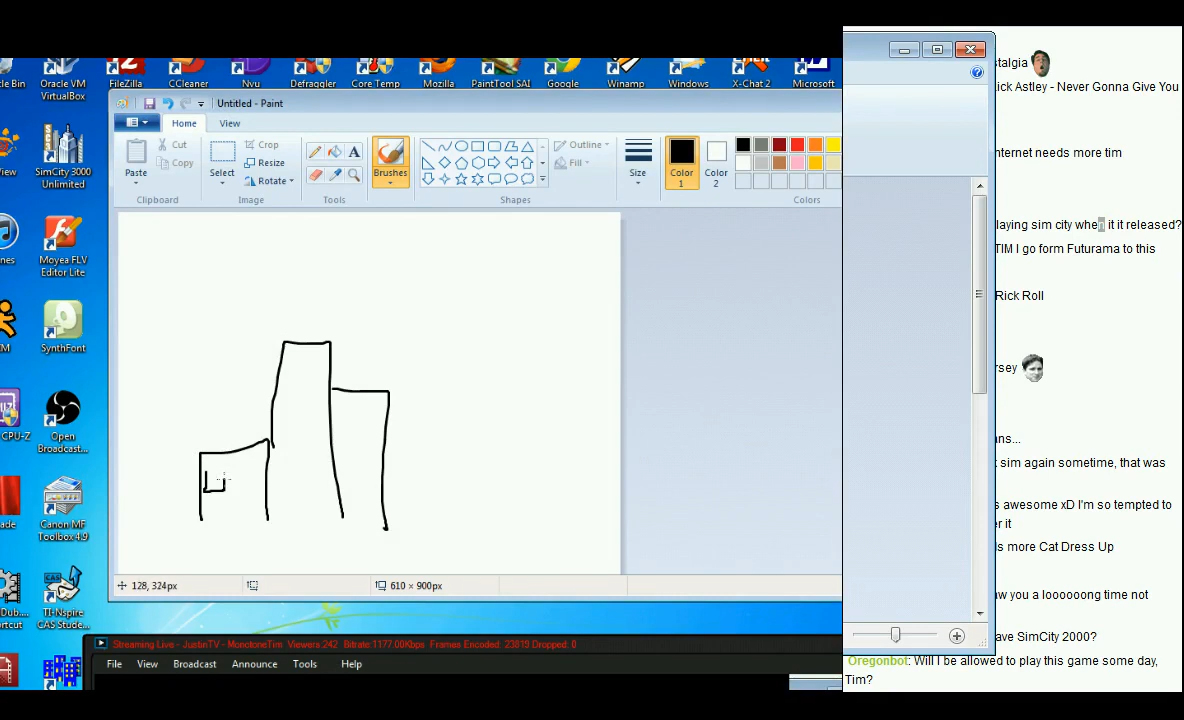 Oracle VM
VirtualBox
FileZilla
CCleaner
Nvu
Defraggler
Core Temp
Mozilla
PaintTool SAI
Google
Winamp
Windows
X-Chat 2
Microsoft
SimCity 3000
Unlimited
Moyea FLV
Editor Lite
SynthFont
CPU-Z
Open
Broadcast...
Canon MF
Toolbox 4.9
TI-Nspire
CAS Stude...
Untitled - Paint
Home
View
Paste
Cut
Copy
Clipboard
Select
Crop
Resize
Rotate
Image
A
Tools
Brushes
Outline
Fill
Shapes
Size
Color
1
Color
2
Colors
128, 324px
610 × 900px
Streaming Live - JustinTV - MonotoneTim Viewers:242 Bitrate:1177.00Kbps Frames Encoded: 23819 Dropped: 0
File View Broadcast Announce Tools Help
stalgia
ick Astley - Never Gonna Give You
nternet needs more tim
laying sim city when it it released?
TIM I go form Futurama to this
Rick Roll
rsey
ns...
sim again sometime, that was
s awesome xD I'm so tempted to
er it
ls more Cat Dress Up
w you a loooooong time not
ave SimCity 2000?
Oregonbot: Will I be allowed to play this game some day,
Tim?